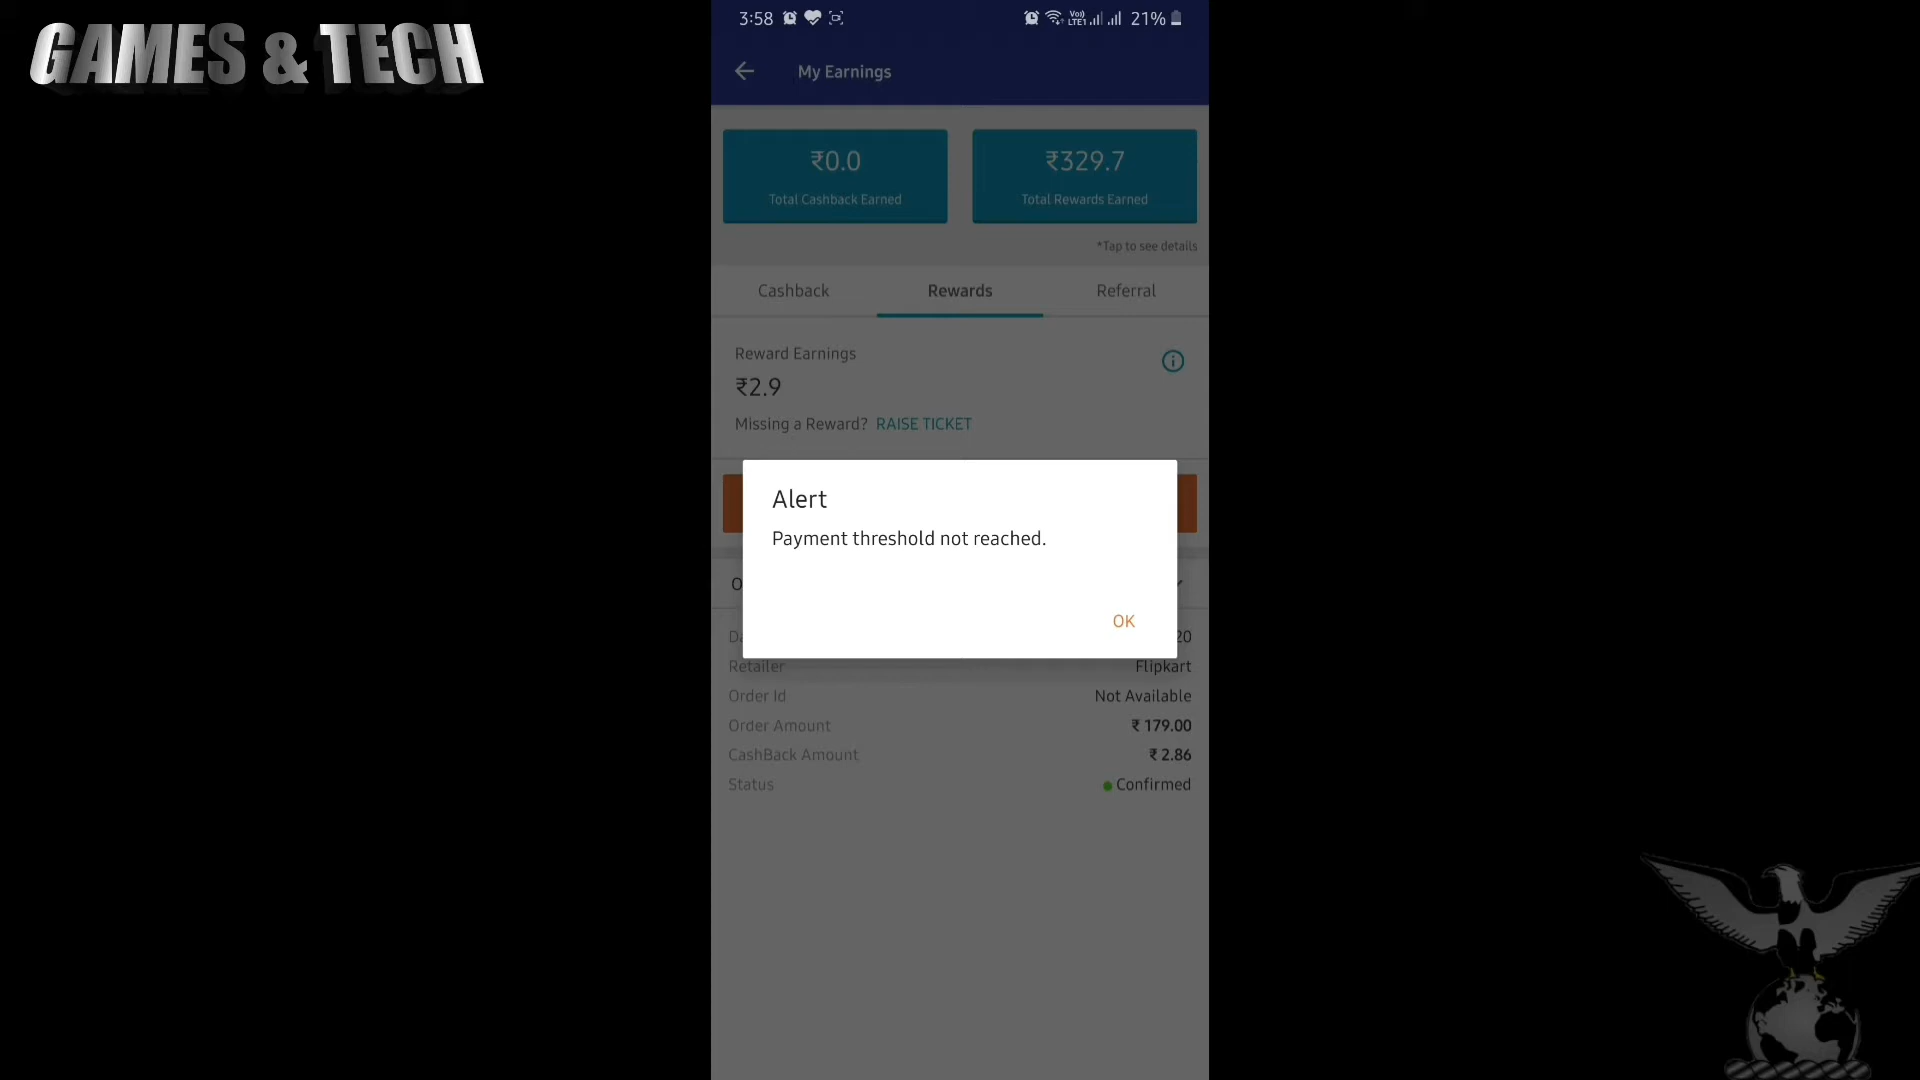 GAMES & TECH
3:58
VoLTE1 21%
My Earnings
₹0.0
Total Cashback Earned
₹329.7
Total Rewards Earned
*Tap to see details
Cashback Rewards Referral
Reward Earnings
₹2.9
Missing a Reward? RAISE TICKET
Alert
Payment threshold not reached.
OK
20
Retailer Flipkart
Order Id Not Available
Order Amount ₹ 179.00
CashBack Amount ₹ 2.86
Status Confirmed